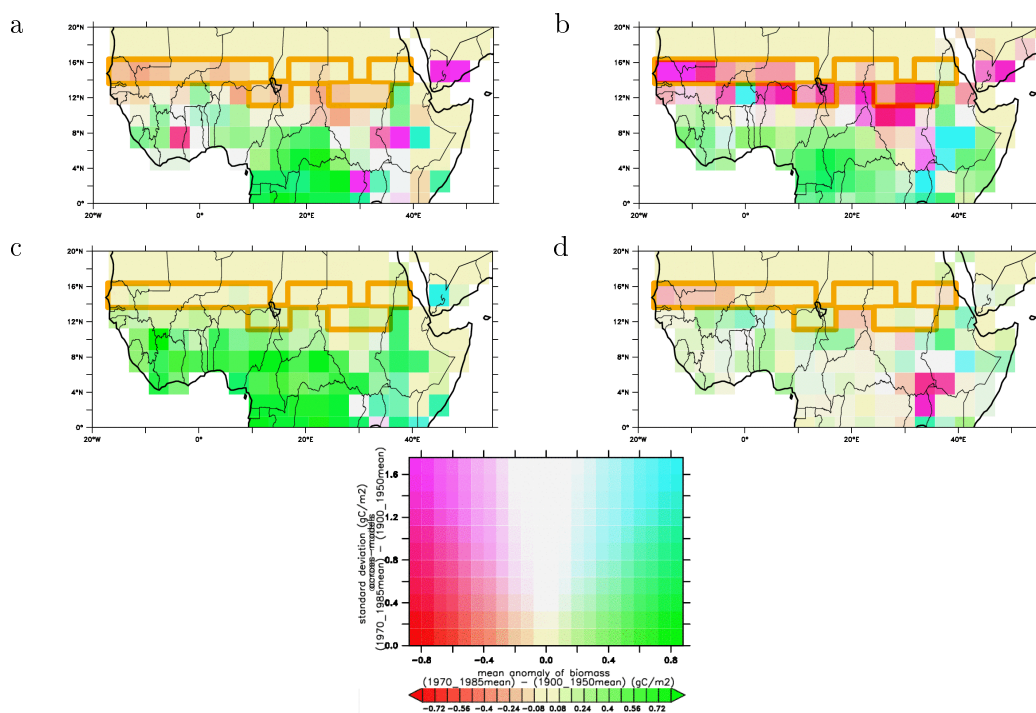 a
20°N
16°N
12°N
8°N
4°N
0°
20°W
0°
20°E
40°E
b
20°N
16°N
12°N
8°N
4°N
0°
20°W
0°
20°E
40°E
c
20°N
16°N
12°N
8°N
4°N
0°
20°W
0°
20°E
40°E
d
20°N
16°N
12°N
8°N
4°N
0°
20°W
0°
20°E
40°E
standard deviation (gC/m2)
across models
(1970_1985mean) − (1900_1950mean)
1.6
1.2
0.8
0.4
0.0
−0.8 −0.4 0.0 0.4 0.8
mean anomaly of biomass
(1970_1985mean) − (1900_1950mean) (gC/m2)
−0.72 −0.56 −0.4 −0.24 −0.08 0.08 0.24 0.4 0.56 0.72